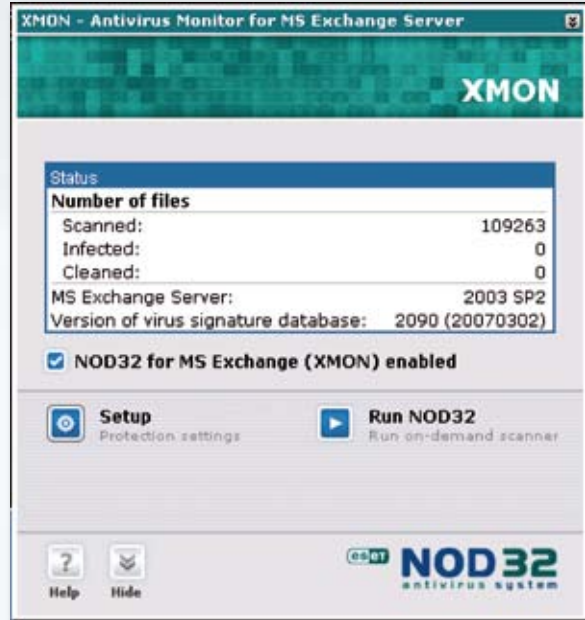 XMON - Antivirus Monitor for MS Exchange Server
XMON
Status
Number of files
Scanned: 109263
Infected: 0
Cleaned: 0
MS Exchange Server: 2003 SP2
Version of virus signature database: 2090 (20070302)
NOD32 for MS Exchange (XMON) enabled
Setup
Protection settings
Run NOD32
Run on-demand scanner
? Help
Hide
eset NOD32
antivirus system